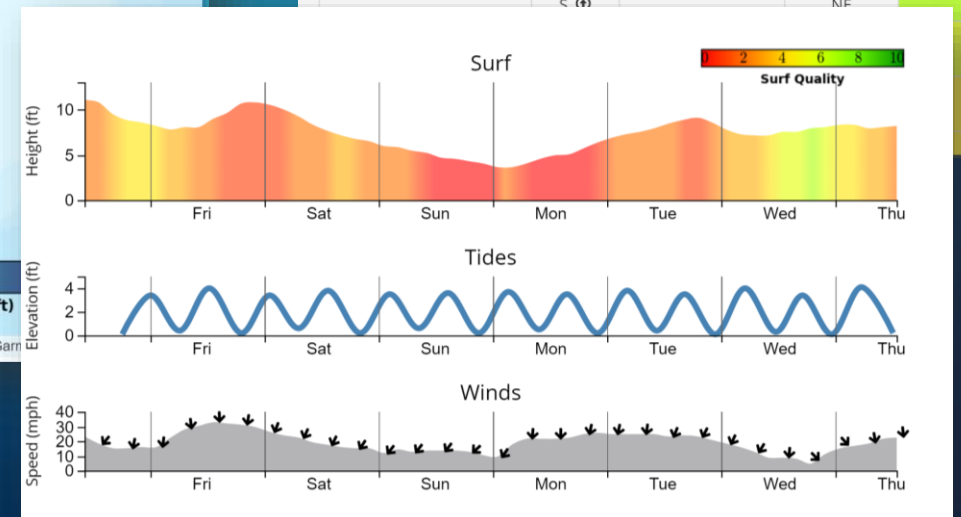 S
NE
Surf
0 2 4 6 8 10
Surf Quality
Height (ft)
10
5
0
Fri Sat Sun Mon Tue Wed Thu
Tides
Elevation (ft)
4
2
0
Fri Sat Sun Mon Tue Wed Thu
Winds
Speed (mph)
40
30
20
10
0
Fri Sat Sun Mon Tue Wed Thu